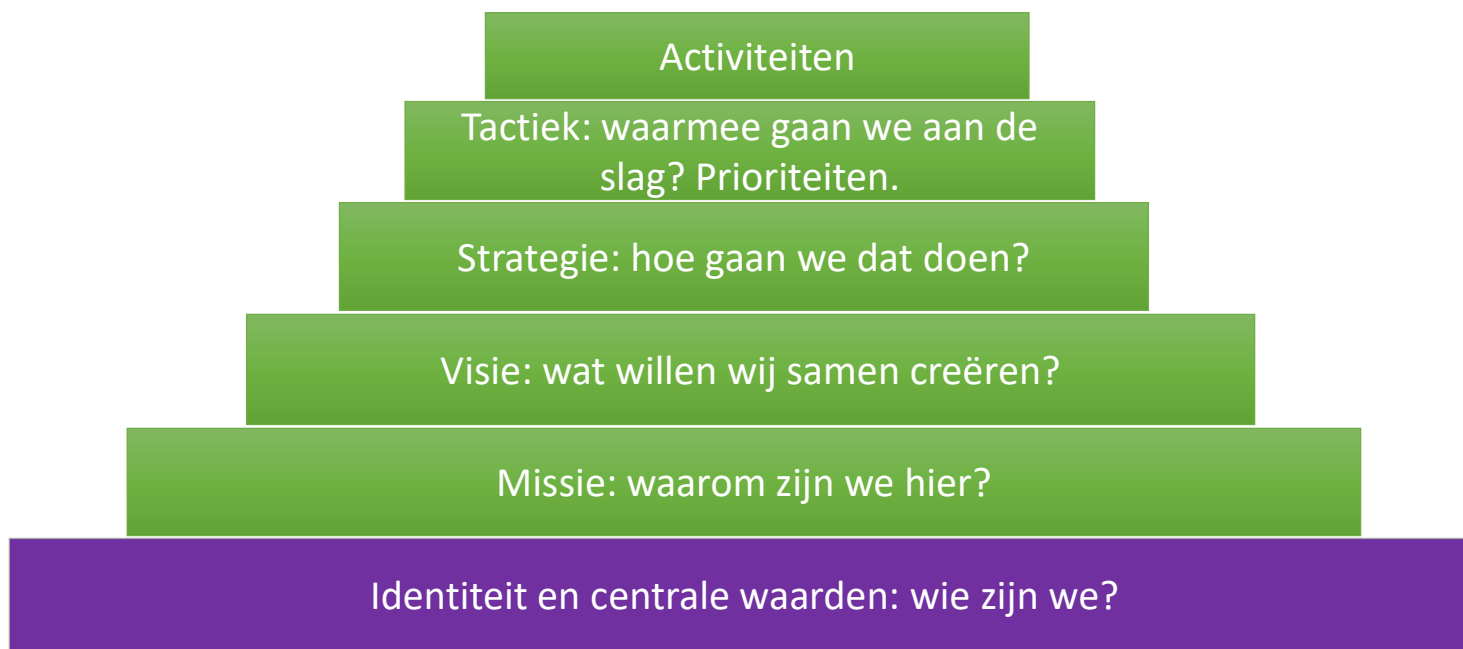 Activiteiten
Tactiek: waarmee gaan we aan de
slag? Prioriteiten.
Strategie: hoe gaan we dat doen?
Visie: wat willen wij samen creëren?
Missie: waarom zijn we hier?
Identiteit en centrale waarden: wie zijn we?